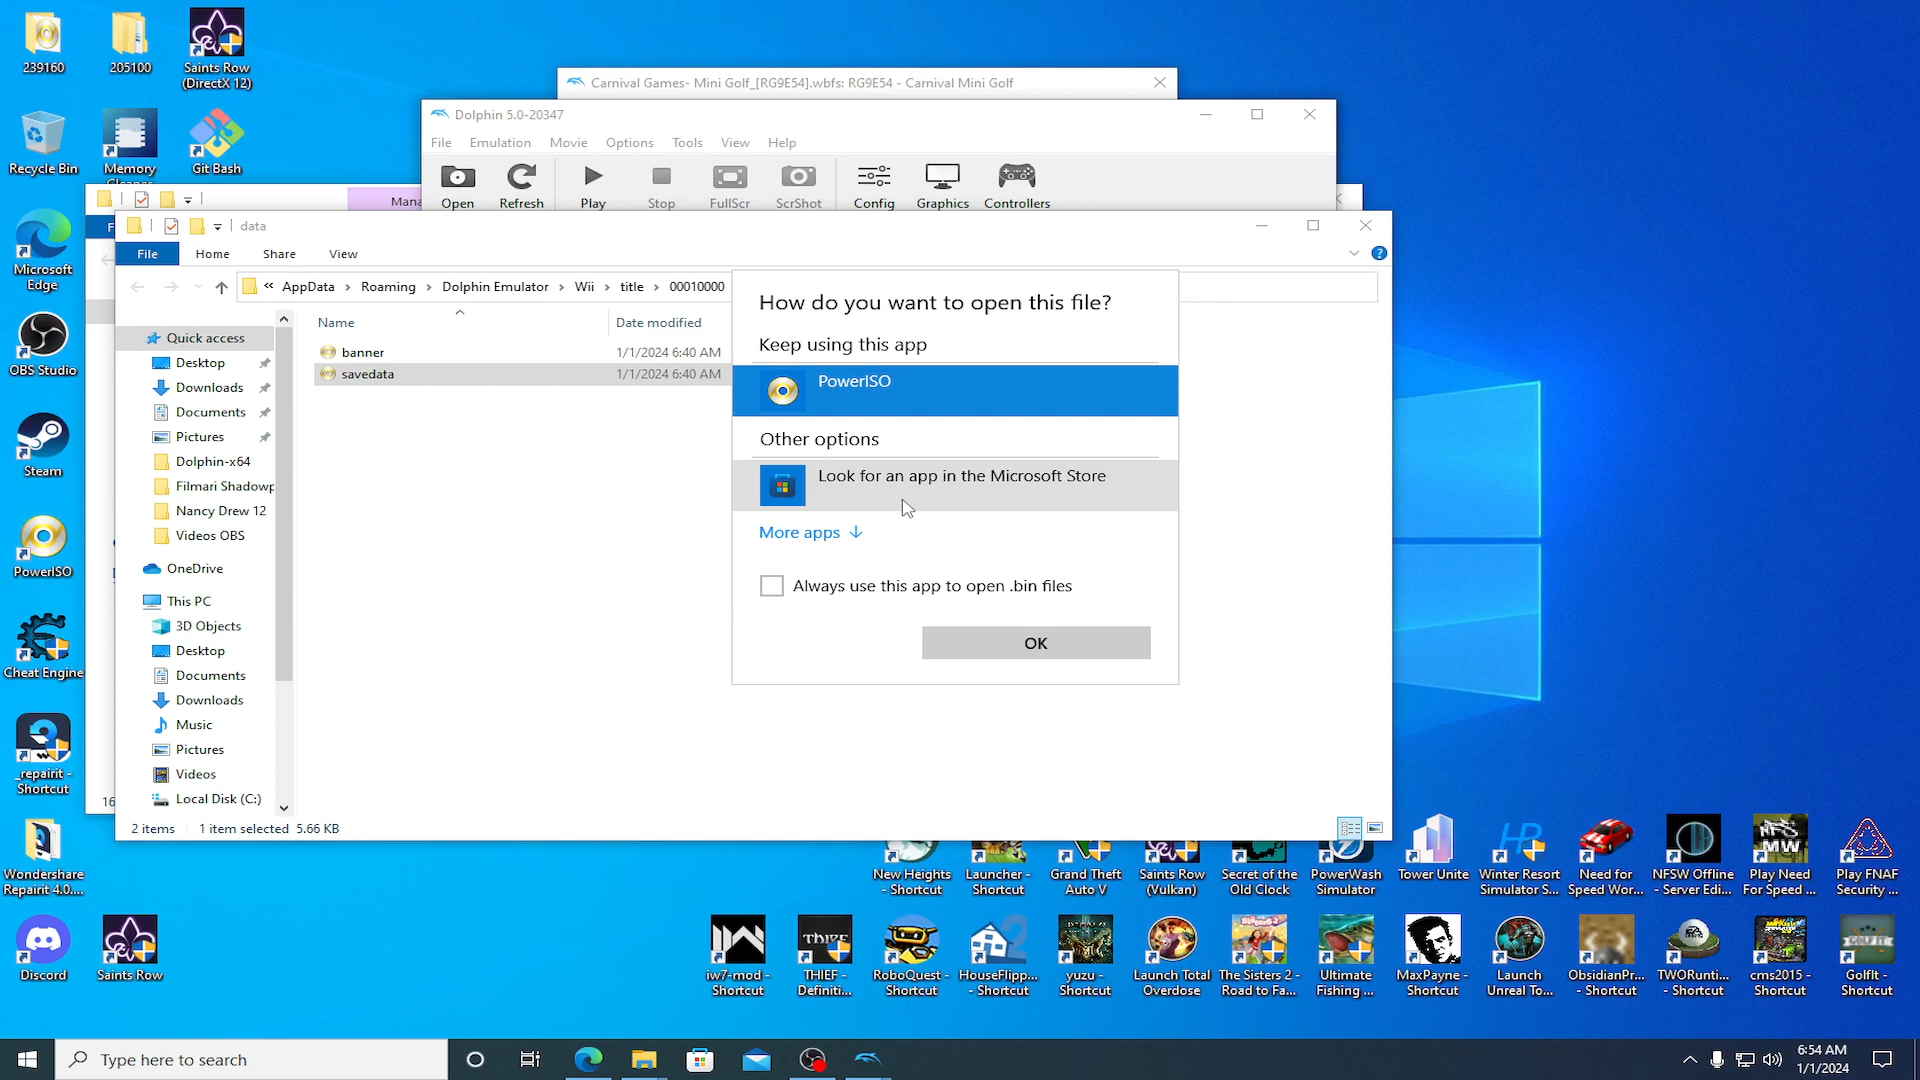 239160
205100
Saints Row
(DirectX 12)
Recycle Bin
Memory
Git Bash
Microsoft
Edge
OBS Studio
Steam
PowerISO
Cheat Engine
_repairit -
Shortcut
Wondershare
Repairit 4.0....
Discord
Saints Row
Carnival Games- Mini Golf_[RG9E54].wbfs: RG9E54 - Carnival Mini Golf
Dolphin 5.0-20347
File Emulation Movie Options Tools View Help
Open Refresh Play Stop FullScr ScrShot Config Graphics Controllers
Mana
F
16
data
File Home Share View
« AppData › Roaming › Dolphin Emulator › Wii › title › 00010000
Name Date modified
banner 1/1/2024 6:40 AM
savedata 1/1/2024 6:40 AM
Quick access
Desktop
Downloads
Documents
Pictures
Dolphin-x64
Filmari Shadowp
Nancy Drew 12
Videos OBS
OneDrive
This PC
3D Objects
Desktop
Documents
Downloads
Music
Pictures
Videos
Local Disk (C:)
2 items 1 item selected 5.66 KB
How do you want to open this file?
Keep using this app
PowerISO
Other options
Look for an app in the Microsoft Store
More apps ↓
Always use this app to open .bin files
OK
New Heights
- Shortcut
Launcher -
Shortcut
Grand Theft
Auto V
Saints Row
(Vulkan)
Secret of the
Old Clock
PowerWash
Simulator
Tower Unite
Winter Resort
Simulator S...
Need for
Speed Wor...
NFSW Offline
- Server Edi...
Play Need
For Speed ...
Play FNAF
Security ...
iw7-mod -
Shortcut
THIEF -
Definiti...
RoboQuest -
Shortcut
HouseFlipp...
- Shortcut
yuzu -
Shortcut
Launch Total
Overdose
The Sisters 2 -
Road to Fa...
Ultimate
Fishing ...
MaxPayne -
Shortcut
Launch
Unreal To...
ObsidianPr...
- Shortcut
TWORunti...
- Shortcut
cms2015 -
Shortcut
GolfIt -
Shortcut
Type here to search
6:54 AM
1/1/2024